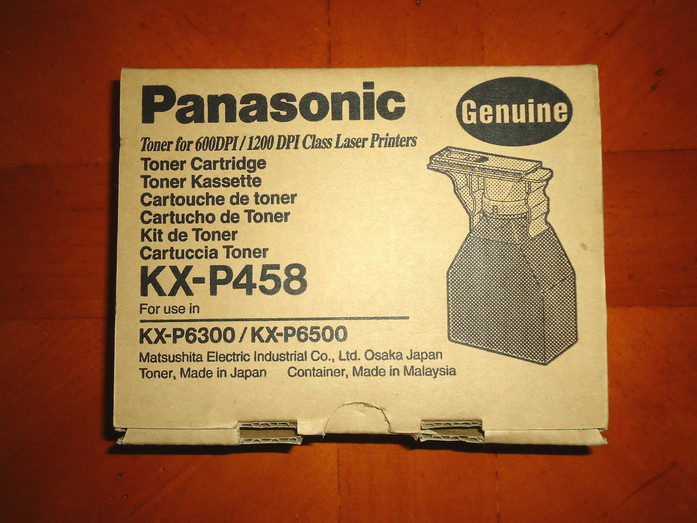 Panasonic
Genuine
Toner for 600DPI / 1200 DPI Class Laser Printers
Toner Cartridge
Toner Kassette
Cartouche de toner
Cartucho de Toner
Kit de Toner
Cartuccia Toner
KX-P458
For use in
KX-P6300 / KX-P6500
Matsushita Electric Industrial Co., Ltd. Osaka Japan
Toner, Made in Japan Container, Made in Malaysia